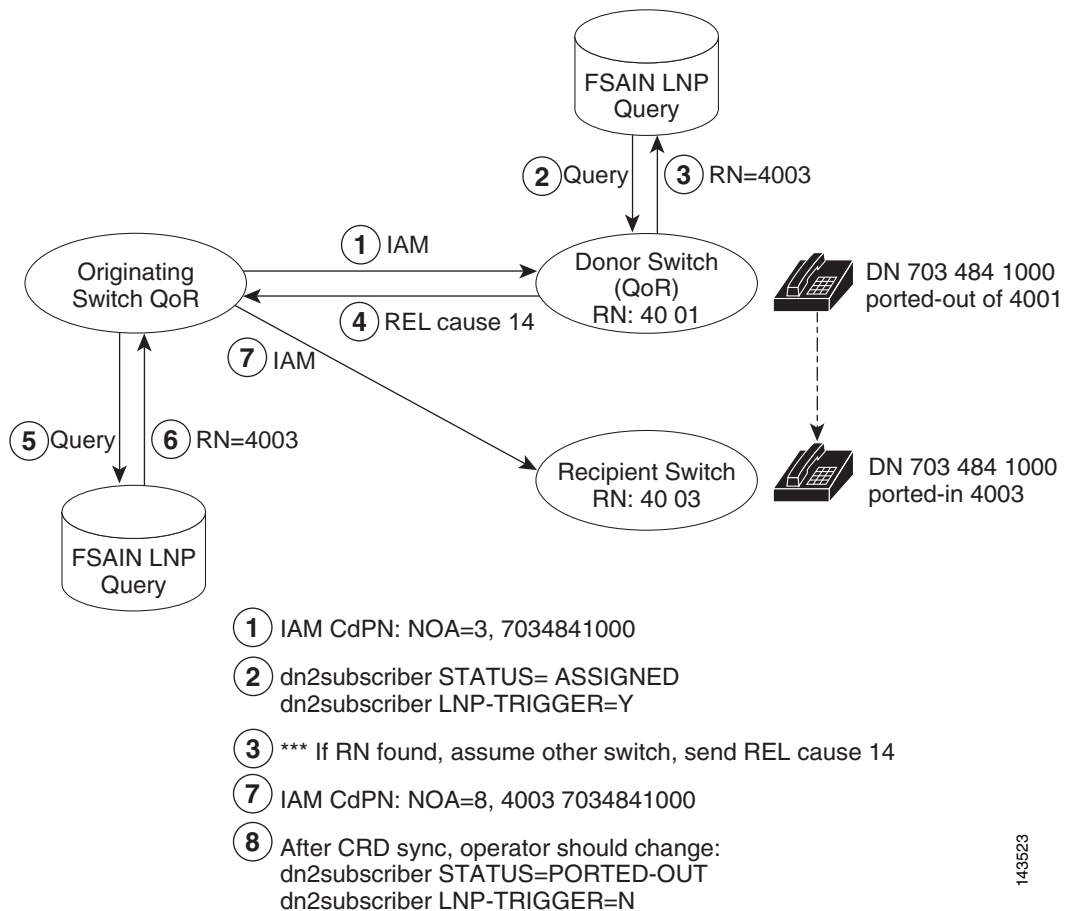 FSAIN LNP
Query
2 Query
3 RN=4003
1 IAM
Originating
Switch QoR
Donor Switch
(QoR)
RN: 40 01
DN 703 484 1000
ported-out of 4001
4 REL cause 14
7 IAM
5 Query
6 RN=4003
Recipient Switch
RN: 40 03
DN 703 484 1000
ported-in 4003
FSAIN LNP
Query
1 IAM CdPN: NOA=3, 7034841000
2 dn2subscriber STATUS= ASSIGNED
dn2subscriber LNP-TRIGGER=Y
3 *** If RN found, assume other switch, send REL cause 14
7 IAM CdPN: NOA=8, 4003 7034841000
8 After CRD sync, operator should change:
dn2subscriber STATUS=PORTED-OUT
dn2subscriber LNP-TRIGGER=N
143523